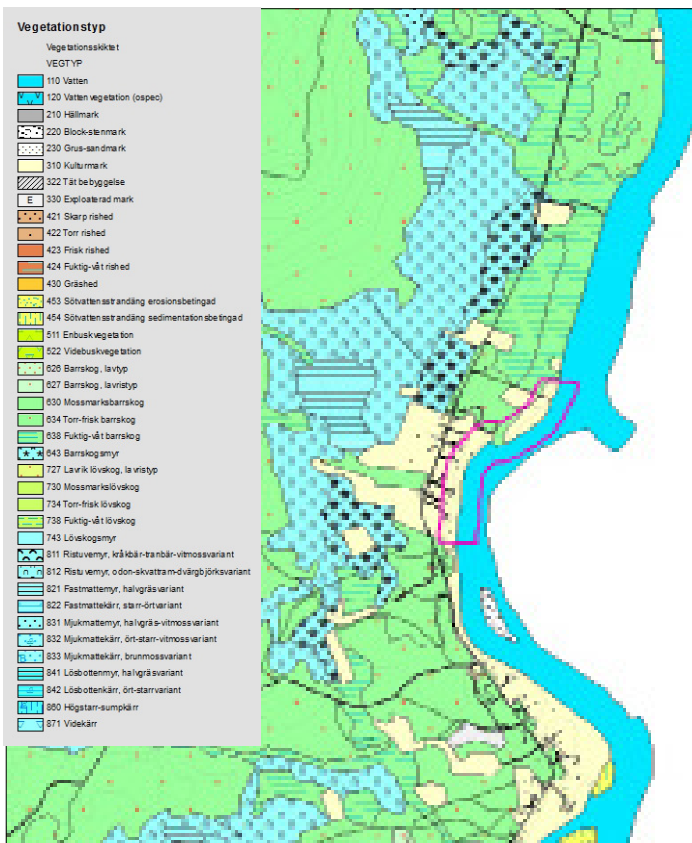 Vegetationstyp
Vegetationsskiktet
VEGTYP
110 Vatten
120 Vattenvegetation (ospec)
210 Hällmark
220 Block-stenmark
230 Grus-sandmark
310 Kulturmark
322 Tät bebyggelse
E 330 Exploaterad mark
421 Skarp rished
422 Torr rished
423 Frisk rished
424 Fuktig-våt rished
430 Gräshed
453 Sötvattensstrandäng erosionsbetingad
454 Sötvattensstrandäng sedimentationsbetingad
511 Enbuskvegetation
522 Videbuskvegetation
626 Barrskog, lavtyp
627 Barrskog, lavristyp
630 Mossmarksbarrskog
634 Torr-frisk barrskog
638 Fuktig-våt barrskog
643 Barrskogsmyr
727 Lavrik lövskog, lavristyp
730 Mossmarkslövskog
734 Torr-frisk lövskog
738 Fuktig-våt lövskog
743 Lövskogsmyr
811 Ristuvemyr, kråkbär-tranbär-vitmossvariant
812 Ristuvemyr, odon-skvattram-dvärgbjörksvariant
821 Fastmattemyr, halvgräsvariant
822 Fastmattekärr, starr-örtvariant
831 Mjukmattemyr, halvgräs-vitmossvariant
832 Mjukmattekärr, ört-starr-vitmossvariant
833 Mjukmattekärr, brunmossvariant
841 Lösbottenmyr, halvgräsvariant
842 Lösbottenkärr, ört-starrvariant
860 Högstarr-sumpkärr
871 Videkärr